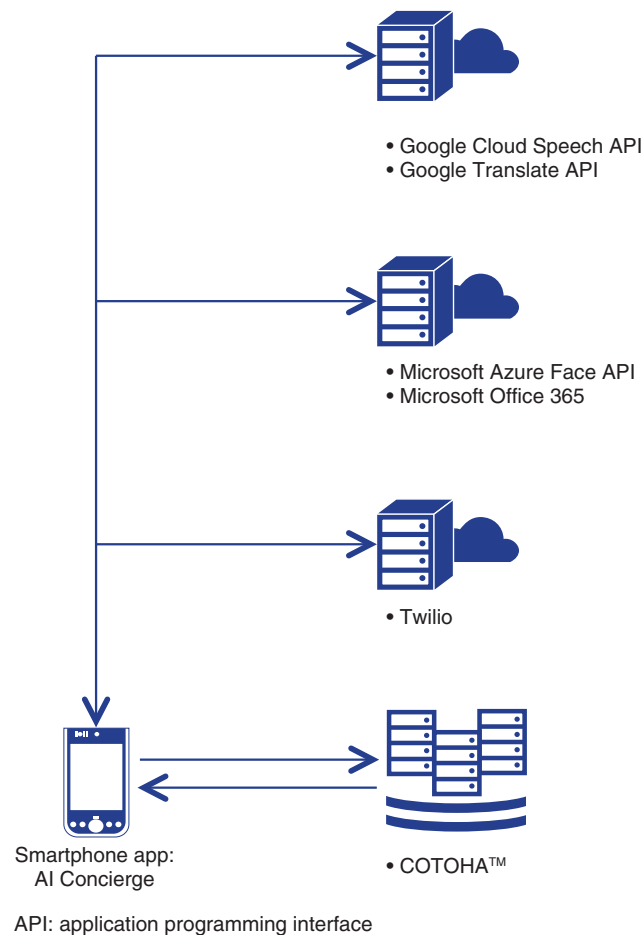 • Google Cloud Speech API
• Google Translate API
• Microsoft Azure Face API
• Microsoft Office 365
• Twilio
Smartphone app:
AI Concierge
• COTOHA™
API: application programming interface